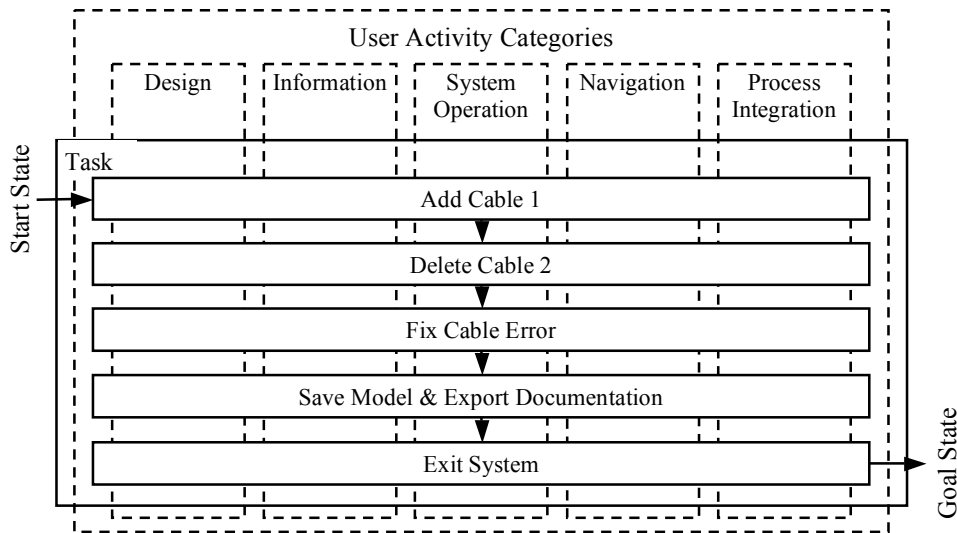 User Activity Categories
Design
Information
System
Operation
Navigation
Process
Integration
Start State
Task
Add Cable 1
Delete Cable 2
Fix Cable Error
Save Model & Export Documentation
Exit System
Goal State